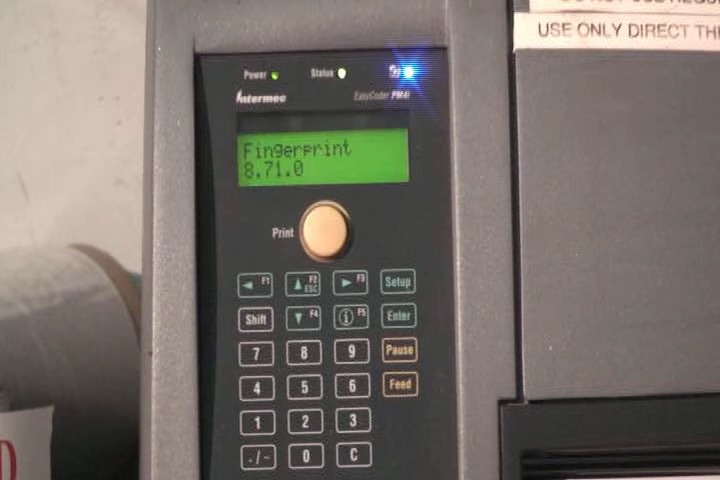 USE ONLY DIRECT TH
Power
Status
Intermec
EasyCoder PM4i
Fingerprint
8.71.0
Print
F1
F2
ESC
F3
Setup
Shift
F4
i
F5
Enter
7
8
9
Pause
4
5
6
Feed
1
2
3
./-
0
C